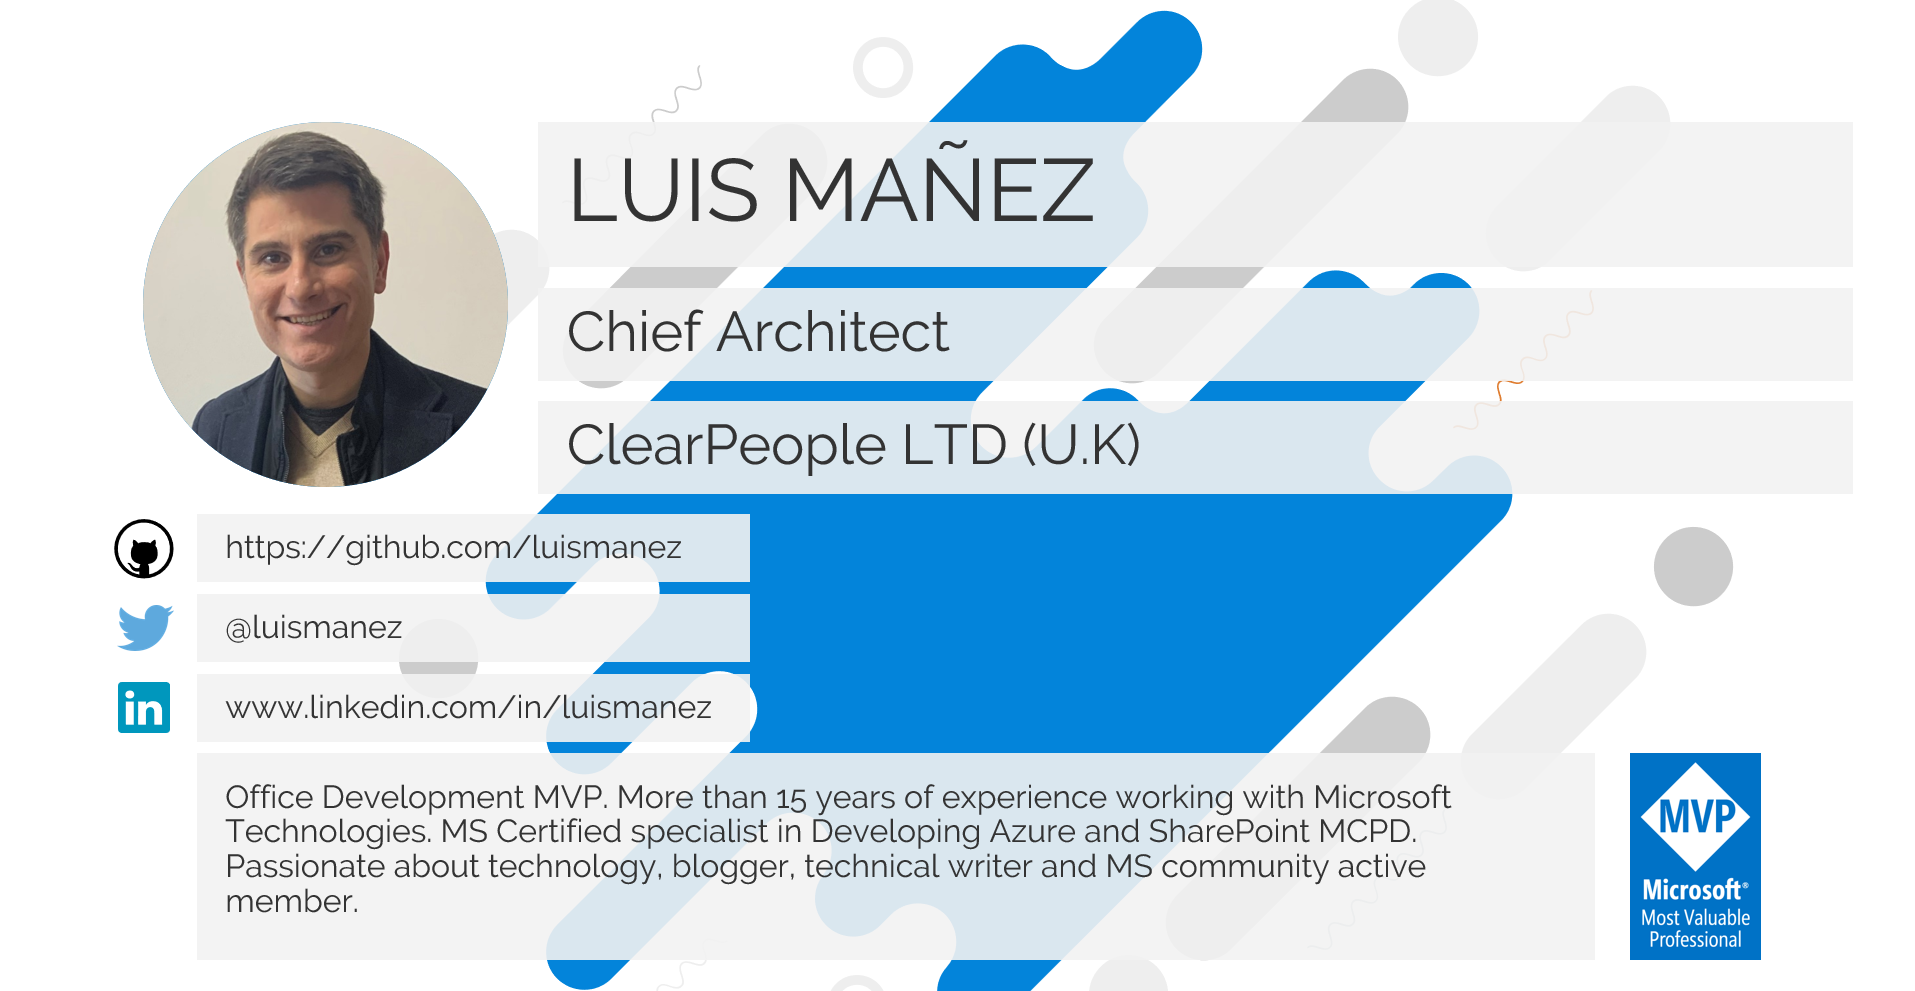 LUIS MAÑEZ
Chief Architect
ClearPeople LTD (U.K)
https://github.com/luismanez
@luismanez
in
www.linkedin.com/in/luismanez
Office Development MVP. More than 15 years of experience working with Microsoft
Technologies. MS Certified specialist in Developing Azure and SharePoint MCPD.
Passionate about technology, blogger, technical writer and MS community active
member.
MVP
Microsoft®
Most Valuable
Professional